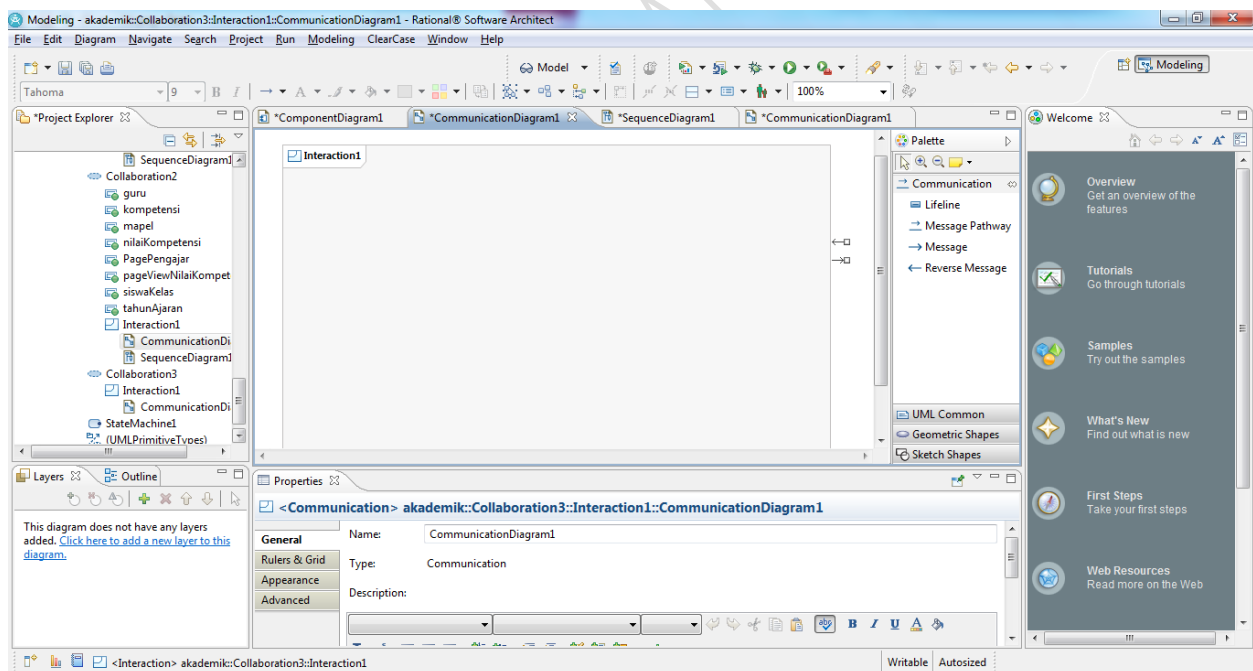 Modeling - akademik::Collaboration3::Interaction1::CommunicationDiagram1 - Rational® Software Architect
File Edit Diagram Navigate Search Project Run Modeling ClearCase Window Help
Model
Modeling
Tahoma 9 B I A 100%
*Project Explorer
SequenceDiagram1
Collaboration2
guru
kompetensi
mapel
nilaiKompetensi
PagePengajar
pageViewNilaiKompet
siswaKelas
tahunAjaran
Interaction1
CommunicationDi
SequenceDiagram1
Collaboration3
Interaction1
CommunicationDi
StateMachine1
(UMLPrimitiveTypes)
*ComponentDiagram1 *CommunicationDiagram1 *SequenceDiagram1 *CommunicationDiagram1
Interaction1
Palette
Communication
Lifeline
Message Pathway
Message
Reverse Message
UML Common
Geometric Shapes
Sketch Shapes
Welcome
Overview
Get an overview of the
features
Tutorials
Go through tutorials
Samples
Try out the samples
What's New
Find out what is new
First Steps
Take your first steps
Web Resources
Read more on the Web
Layers Outline
This diagram does not have any layers
added. Click here to add a new layer to this
diagram.
Properties
<Communication> akademik::Collaboration3::Interaction1::CommunicationDiagram1
General
Rulers & Grid
Appearance
Advanced
Name: CommunicationDiagram1
Type: Communication
Description:
B I U A
<Interaction> akademik::Collaboration3::Interaction1
Writable Autosized